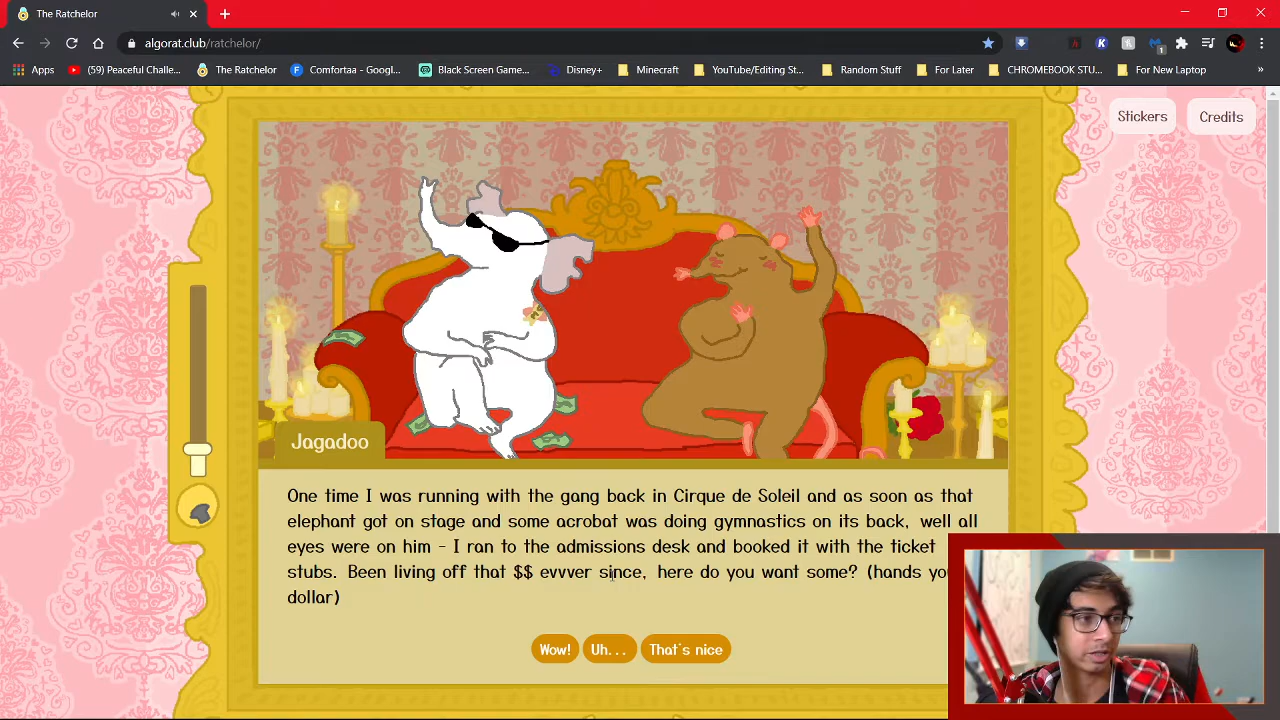 The Ratchelor
algorat.club/ratchelor/
1
Apps
(59) Peaceful Challe...
The Ratchelor
Comfortaa - Googl...
Black Screen Game...
Disney+
Minecraft
YouTube/Editing St...
Random Stuff
For Later
CHROMEBOOK STU...
For New Laptop
»
Stickers
Credits
Jagadoo
One time I was running with the gang back in Cirque de Soleil and as soon as that
elephant got on stage and some acrobat was doing gymnastics on its back, well all
eyes were on him - I ran to the admissions desk and booked it with the ticket
stubs. Been living off that $$ evvver since, here do you want some? (hands
dollar)
Wow!
Uh...
That's nice